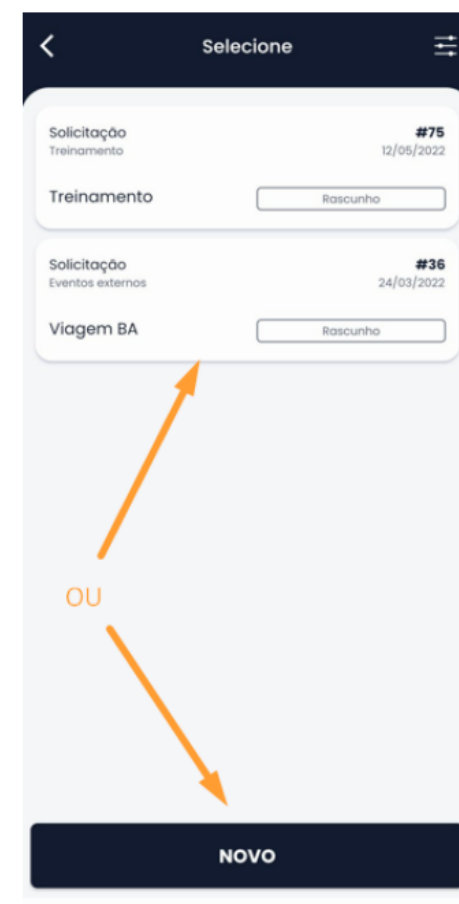 Selecione
Solicitação #75
Treinamento 12/05/2022
Treinamento Rascunho
Solicitação #36
Eventos externos 24/03/2022
Viagem BA Rascunho
OU
NOVO